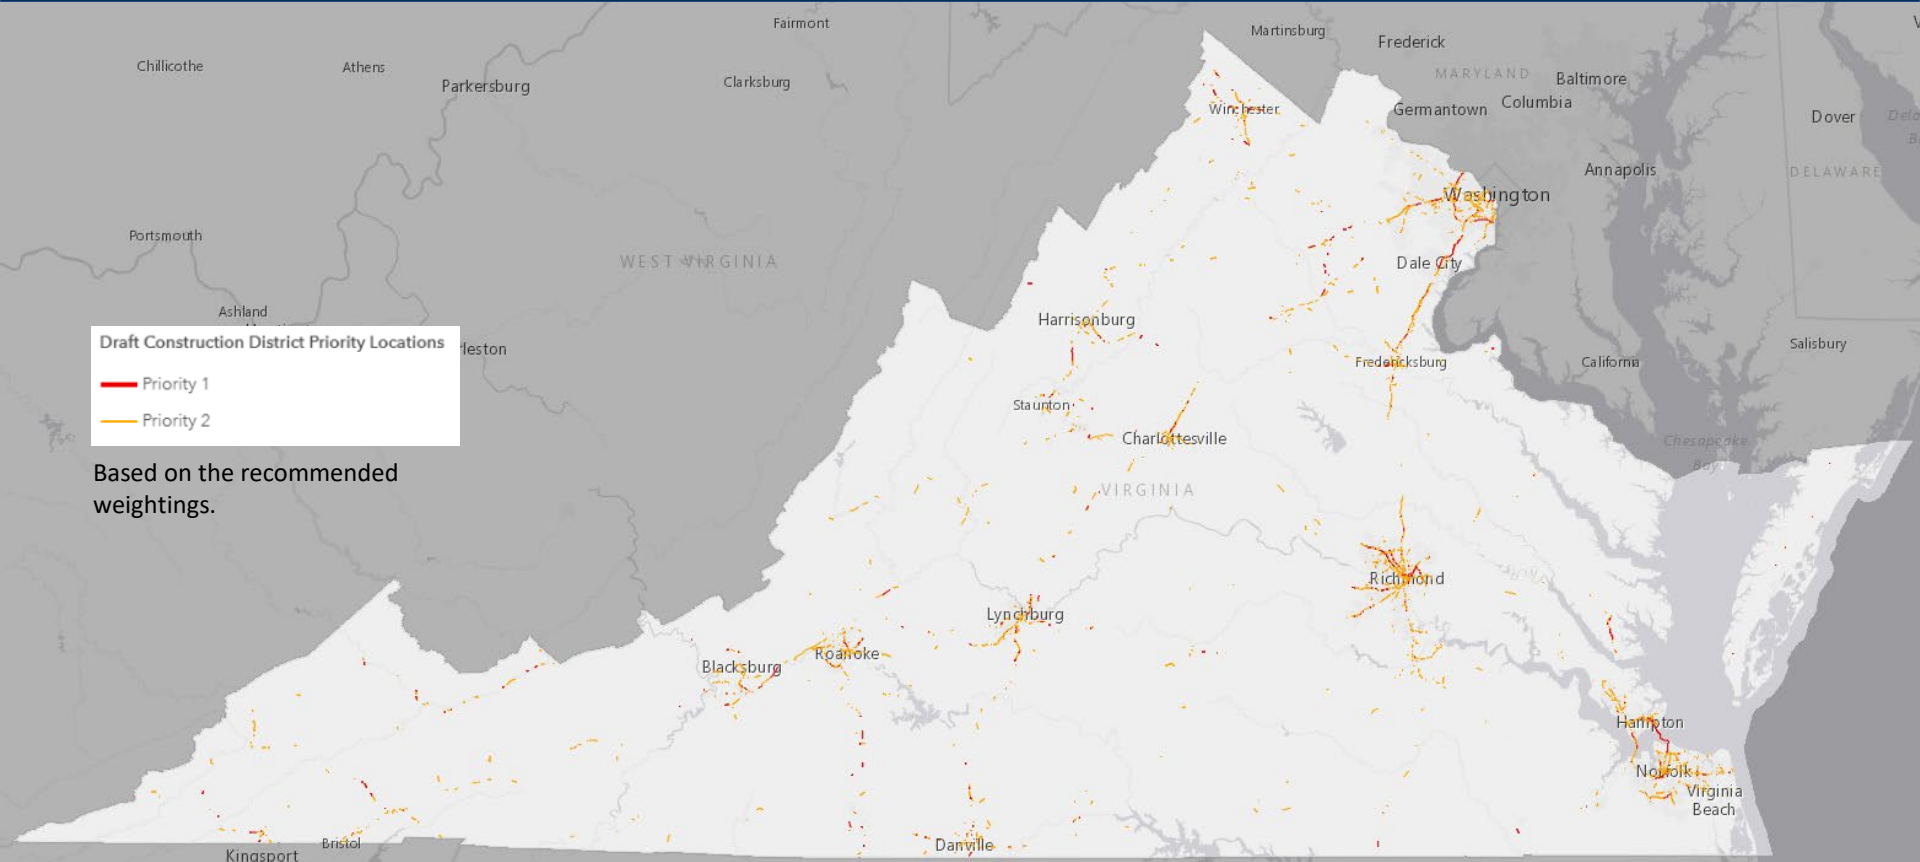 Fairmont
Martinsburg
Frederick
Chillicothe
Athens
Parkersburg
Clarksburg
MARYLAND
Baltimore
Winchester
Germantown
Columbia
Dover
Annapolis
DELAWARE
Washington
Portsmouth
WEST VIRGINIA
Dale City
Ashland
Harrisonburg
Draft Construction District Priority Locations
Priority 1
Priority 2
Based on the recommended
weightings.
Salisbury
Fredericksburg
California
Staunton
Charlottesville
Chesapeake
Bay
VIRGINIA
Richmond
Lynchburg
Roanoke
Blacksburg
Hampton
Norfolk
Virginia
Beach
Bristol
Danville
Kingsport